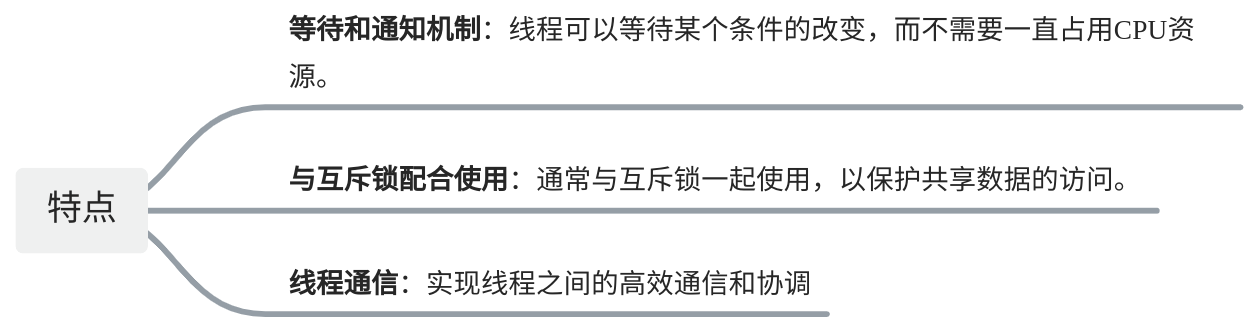 等待和通知机制：线程可以等待某个条件的改变，而不需要一直占用CPU资
源。
与互斥锁配合使用：通常与互斥锁一起使用，以保护共享数据的访问。
特点
线程通信：实现线程之间的高效通信和协调